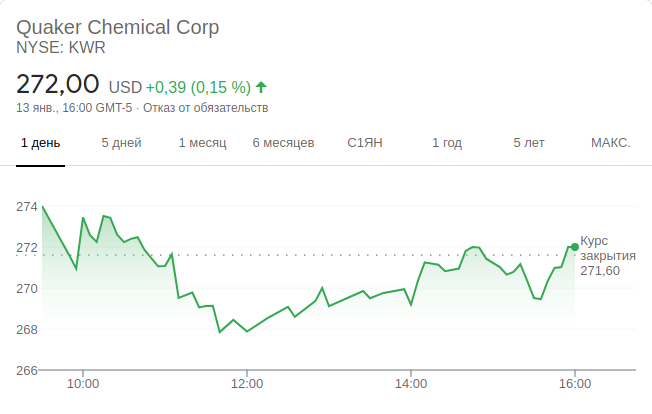 Quaker Chemical Corp
NYSE: KWR
272,00 USD +0,39 (0,15 %)
13 янв., 16:00 GMT-5 · Отказ от обязательств
1 день 5 дней 1 месяц 6 месяцев С1ЯН 1 год 5 лет МАКС.
274
272
270
268
266
Курс
закрытия
271,60
10:00 12:00 14:00 16:00